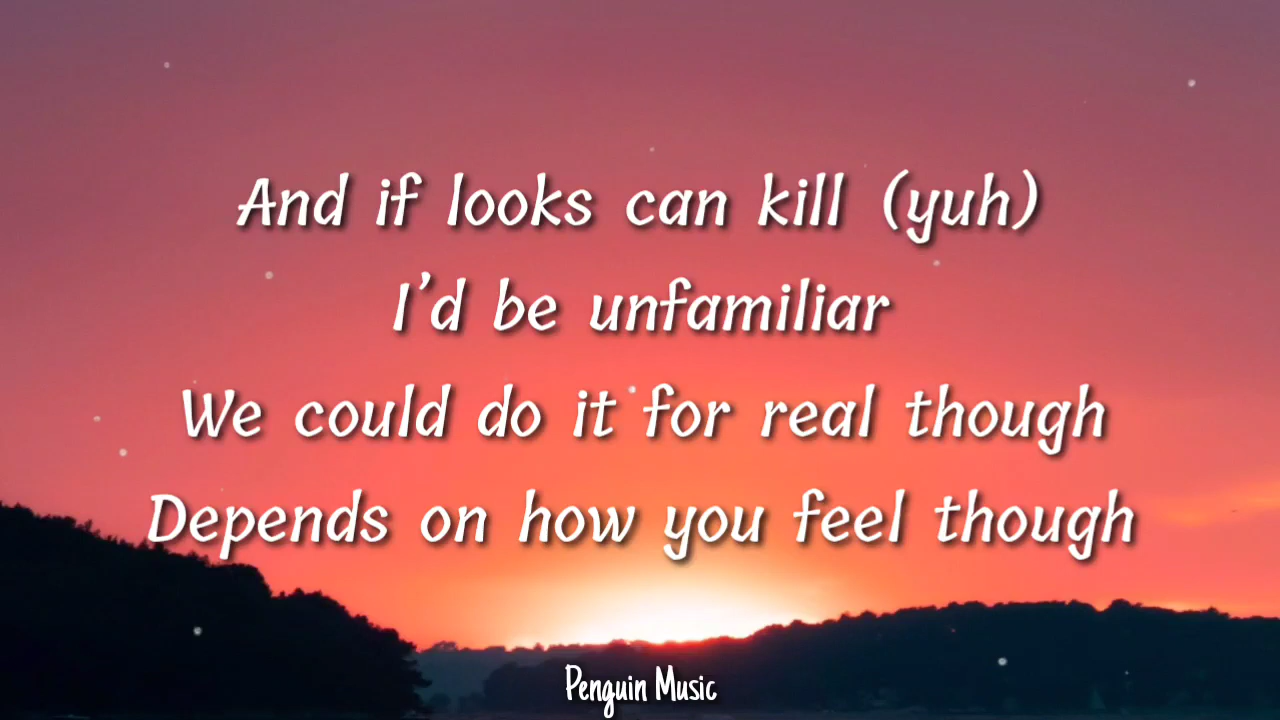 And if looks can kill (yuh)
I'd be unfamiliar
We could do it for real though
Depends on how you feel though
Penguin Music